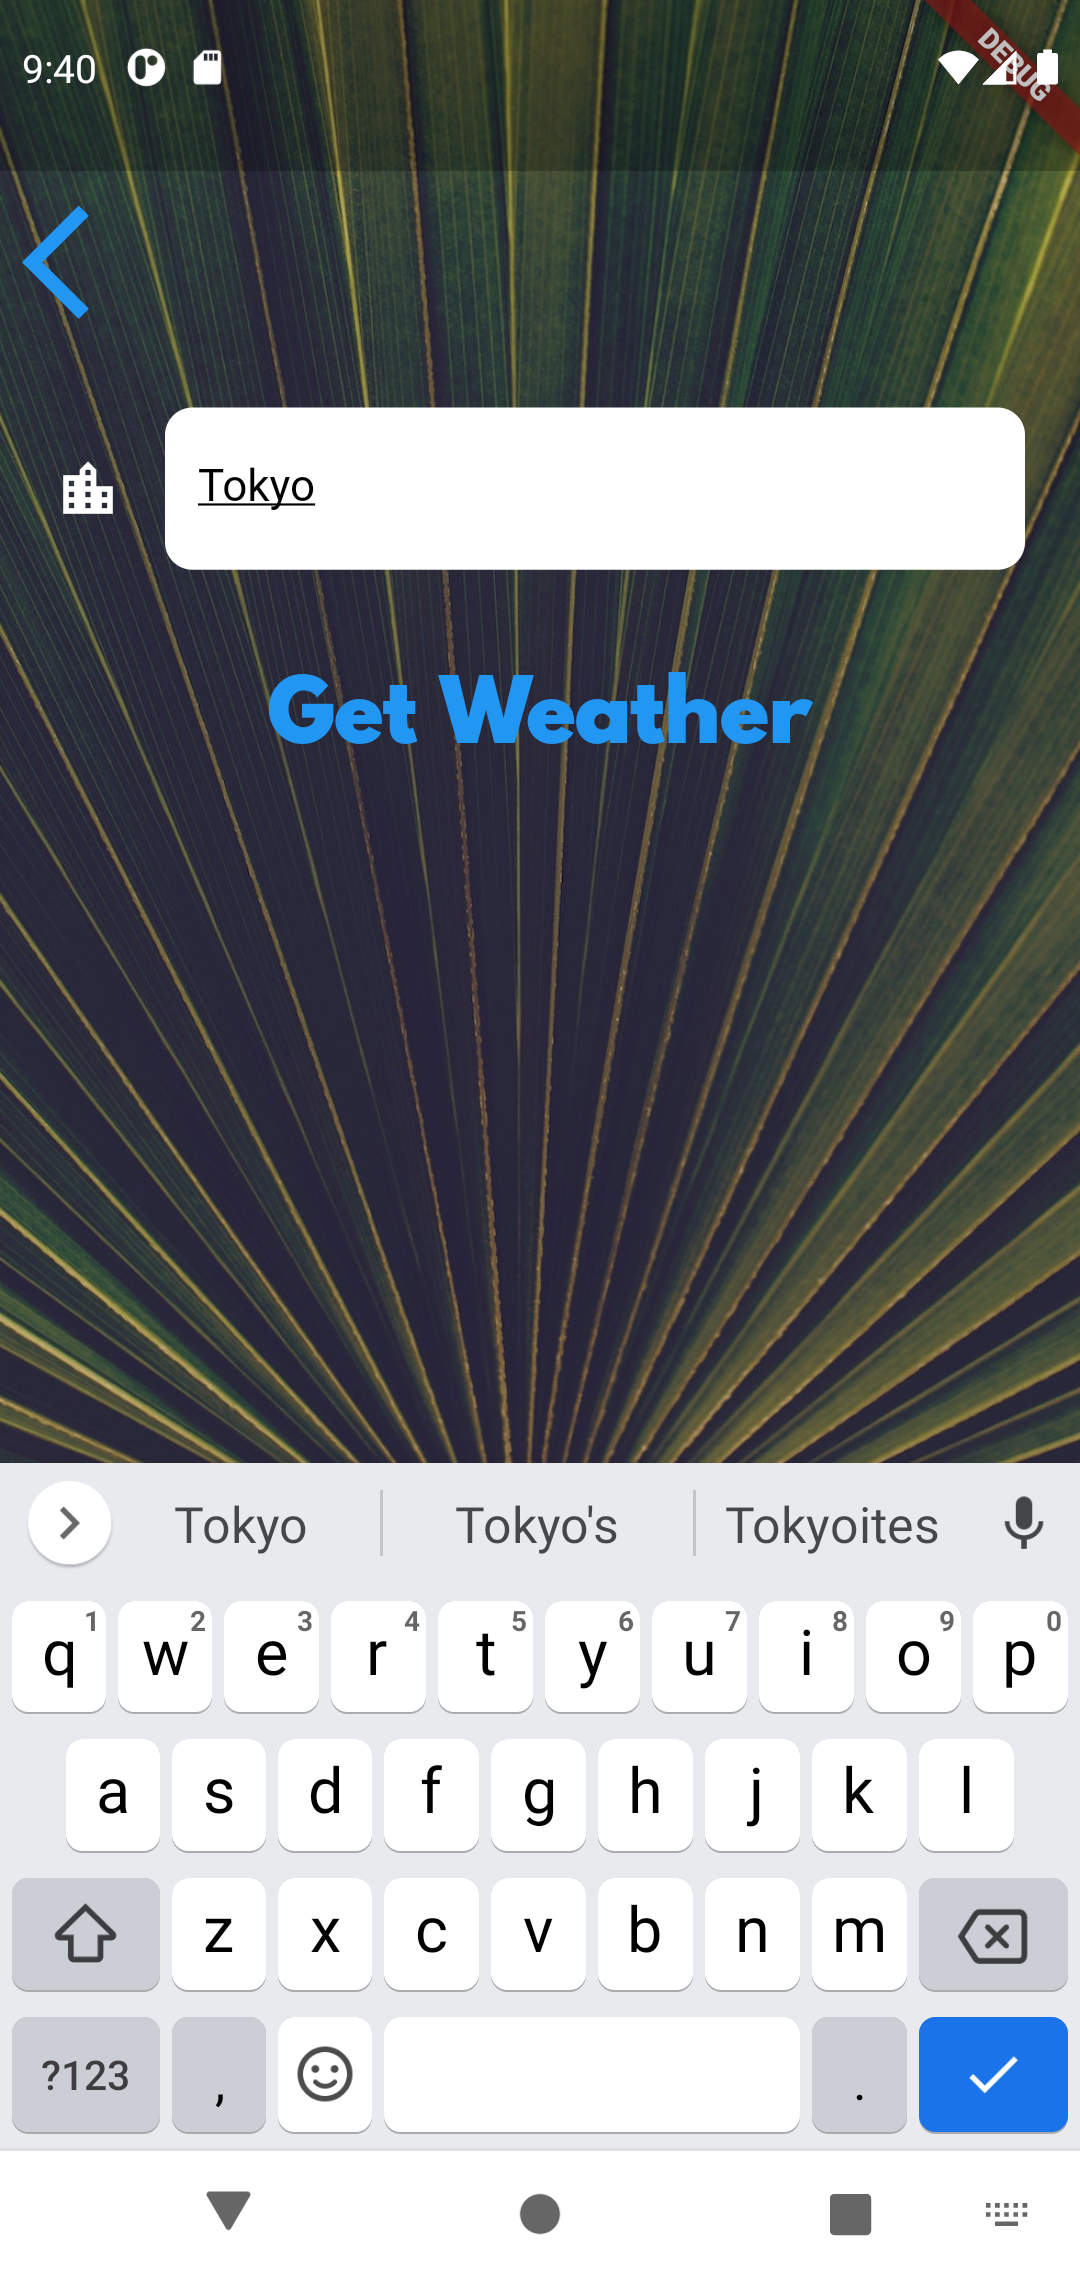 9:40
DEBUG
Tokyo
Get Weather
Tokyo Tokyo's Tokyoites
1 2 3 4 5 6 7 8 9 0
q w e r t y u i o p
a s d f g h j k l
z x c v b n m
?123 , .